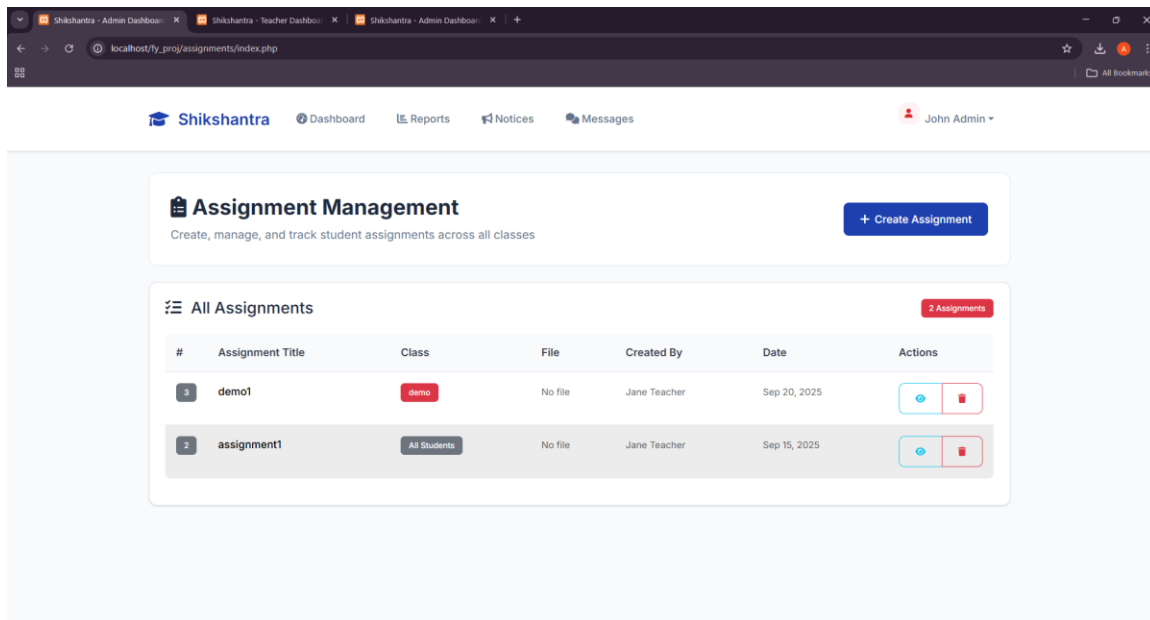 Shikshantra - Admin Dashboar
Shikshantra - Teacher Dashboar
Shikshantra - Admin Dashboar
localhost/fy_proj/assignments/index.php
A
All Bookmarks
Shikshantra
Dashboard
Reports
Notices
Messages
John Admin
Assignment Management
Create, manage, and track student assignments across all classes
+ Create Assignment
All Assignments
2 Assignments
# Assignment Title Class File Created By Date Actions
3 demo1 demo No file Jane Teacher Sep 20, 2025
2 assignment1 All Students No file Jane Teacher Sep 15, 2025